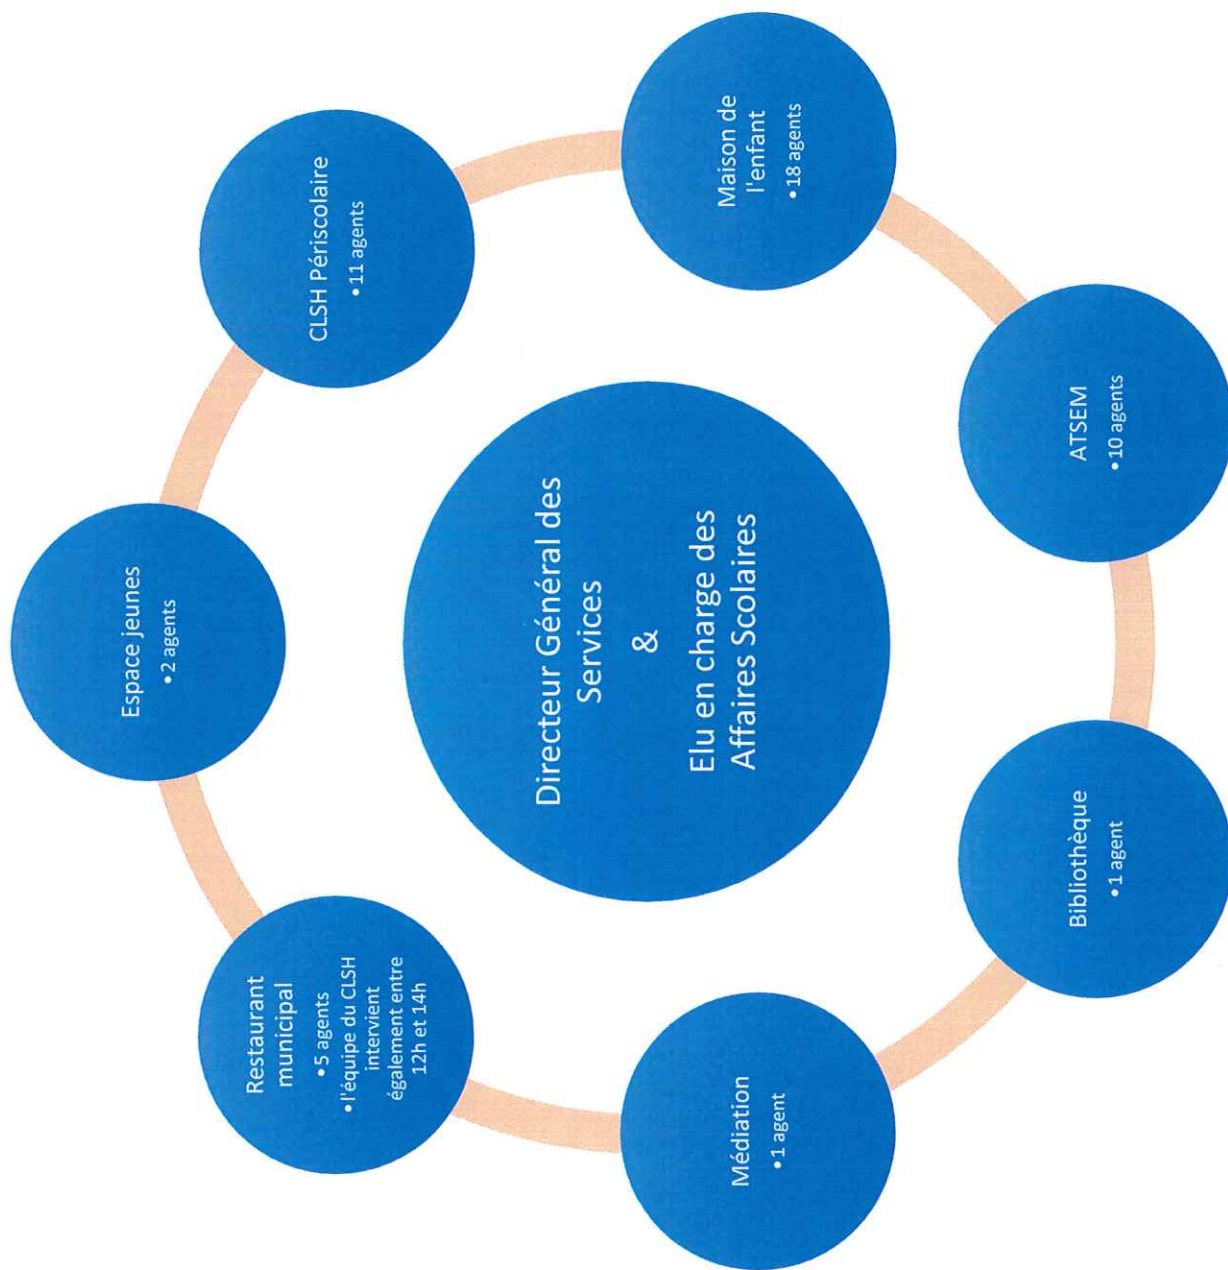 Espace jeunes
• 2 agents
CLSH Périscolaire
• 11 agents
Maison de
l'enfant
• 18 agents
ATSEM
• 10 agents
Bibliothèque
• 1 agent
Médiation
• 1 agent
Restaurant
municipal
• 5 agents
• l'équipe du CLSH
intervient
également entre
12h et 14h
Directeur Général des
Services
&
Elu en charge des
Affaires Scolaires